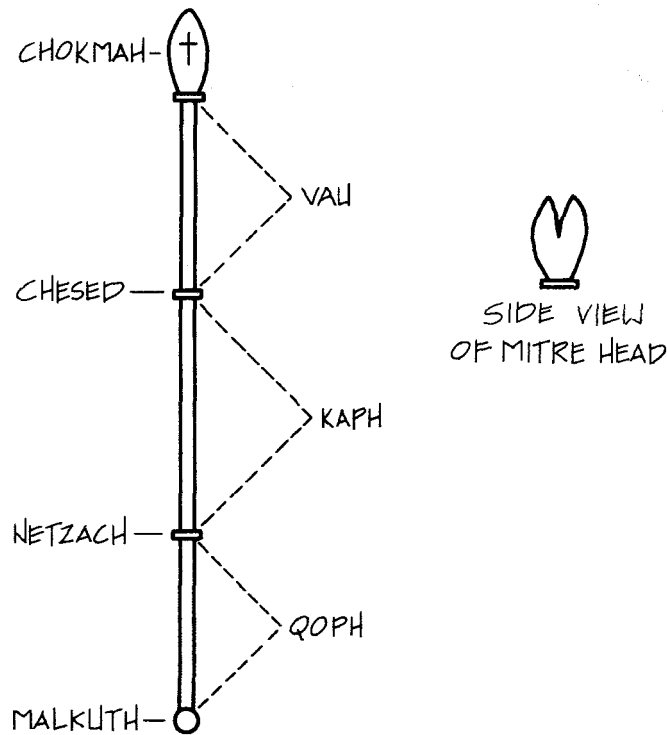 CHOKMAH
VAU
CHESED
SIDE VIEW
OF MITRE HEAD
KAPH
NETZACH
QOPH
MALKUTH